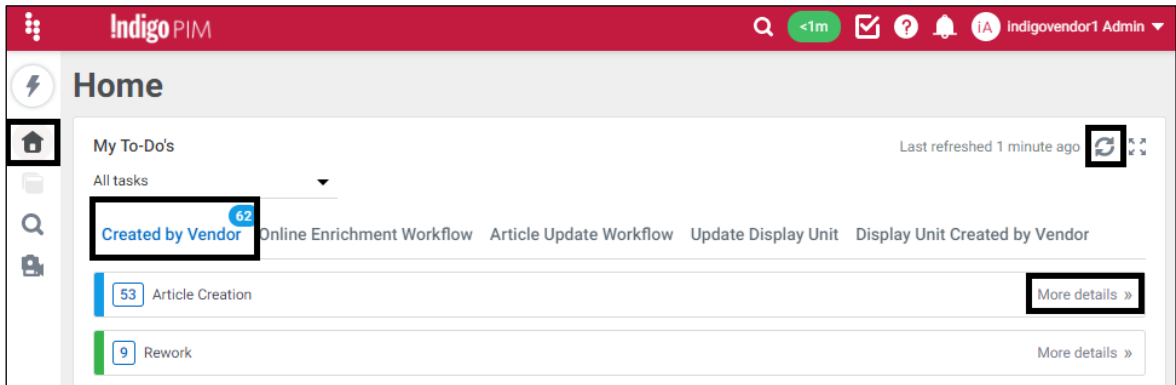 !ndigo PIM <1m ? iA indigovendor1 Admin
Home
My To-Do's Last refreshed 1 minute ago
All tasks
62
Created by Vendor Online Enrichment Workflow Article Update Workflow Update Display Unit Display Unit Created by Vendor
53 Article Creation More details »
9 Rework More details »